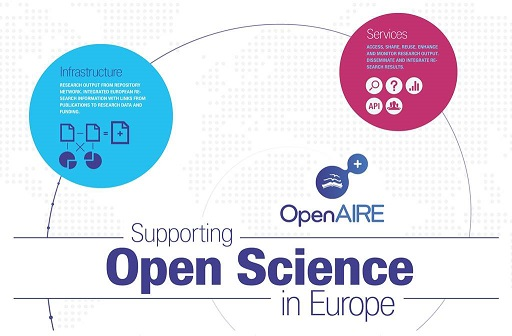 Infrastructure
RESEARCH OUTPUT FROM REPOSITORY
NETWORK. INTEGRATED EUROPEAN RE-
SEARCH INFORMATION WITH LINKS FROM
PUBLICATIONS TO RESEARCH DATA AND
FUNDING.
Services
ACCESS, SHARE, REUSE, ENHANCE
AND MONITOR RESEARCH OUTPUT.
DISSEMINATE AND INTEGRATE RE-
SEARCH RESULTS.
API
OpenAIRE
Supporting
Open Science
in Europe